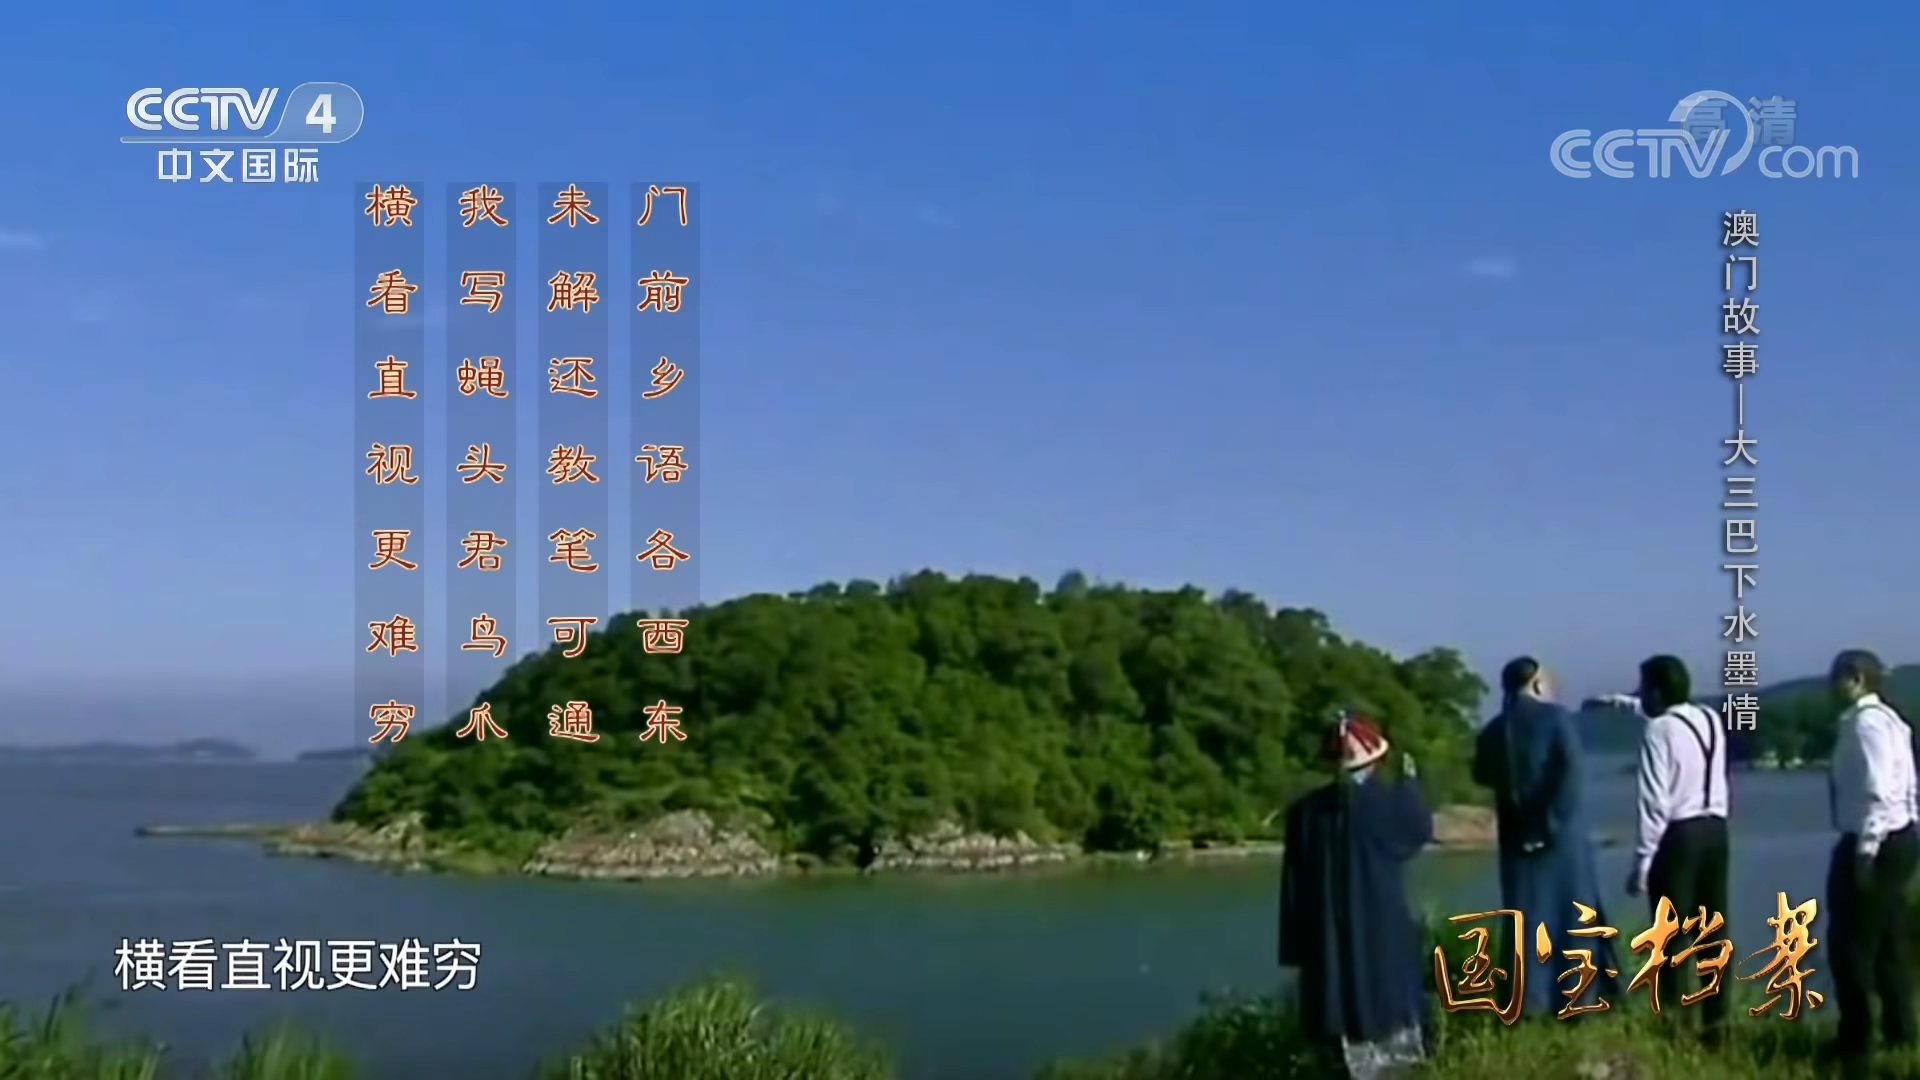 CCTV 4
中文国际
高清
CCTV com
门前乡语各西东
未解还教笔可通
我写蝇头君鸟爪
横看直视更难穷
澳门故事—大三巴下水墨情
横看直视更难穷
国宝档案